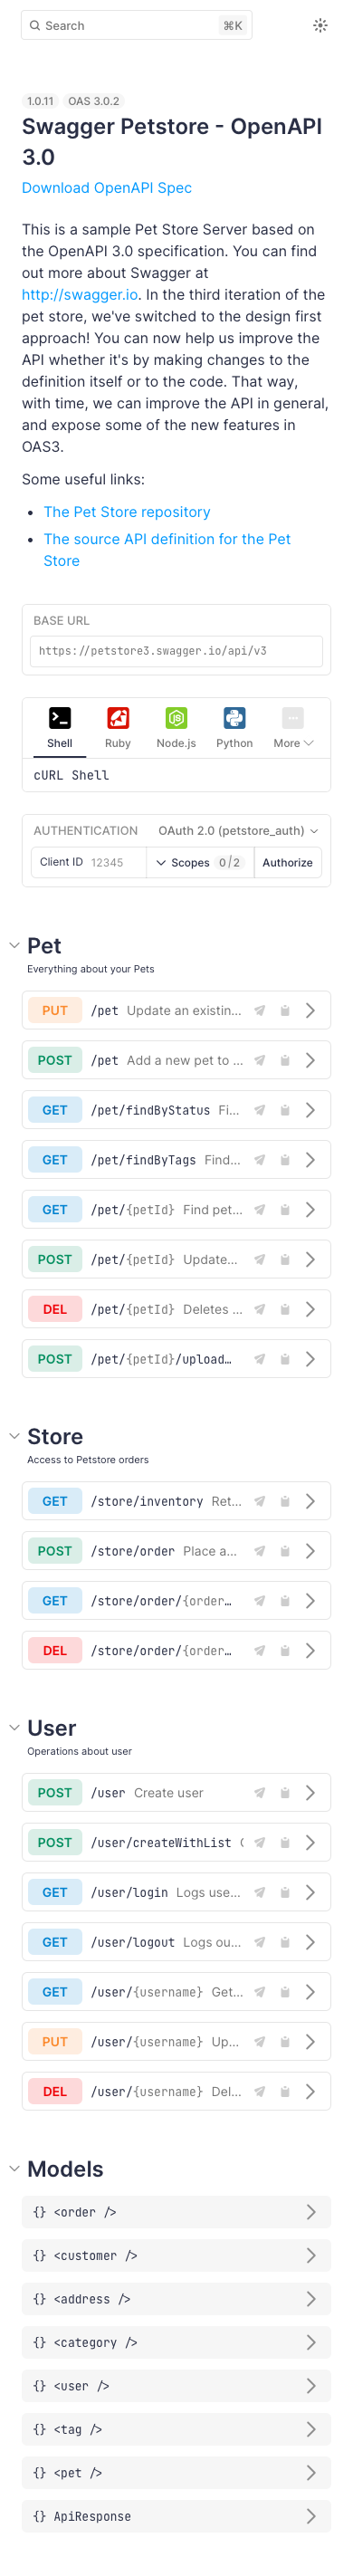 Search ⌘K
1.0.11 OAS 3.0.2
Swagger Petstore - OpenAPI
3.0
Download OpenAPI Spec
This is a sample Pet Store Server based on
the OpenAPI 3.0 specification. You can find
out more about Swagger at
http://swagger.io. In the third iteration of the
pet store, we've switched to the design first
approach! You can now help us improve the
API whether it's by making changes to the
definition itself or to the code. That way,
with time, we can improve the API in general,
and expose some of the new features in
OAS3.
Some useful links:
• The Pet Store repository
• The source API definition for the Pet
Store
BASE URL
https://petstore3.swagger.io/api/v3
Shell Ruby Node.js Python More
cURL Shell
AUTHENTICATION OAuth 2.0 (petstore_auth)
Client ID 12345 Scopes 0/2 Authorize
Pet
Everything about your Pets
PUT /pet Update an existin…
POST /pet Add a new pet to …
GET /pet/findByStatus Fi…
GET /pet/findByTags Find…
GET /pet/{petId} Find pet…
POST /pet/{petId} Update…
DEL /pet/{petId} Deletes …
POST /pet/{petId}/upload…
Store
Access to Petstore orders
GET /store/inventory Ret…
POST /store/order Place a…
GET /store/order/{order…
DEL /store/order/{order…
User
Operations about user
POST /user Create user
POST /user/createWithList
GET /user/login Logs use…
GET /user/logout Logs ou…
GET /user/{username} Get…
PUT /user/{username} Up…
DEL /user/{username} Del…
Models
{} <order />
{} <customer />
{} <address />
{} <category />
{} <user />
{} <tag />
{} <pet />
{} ApiResponse